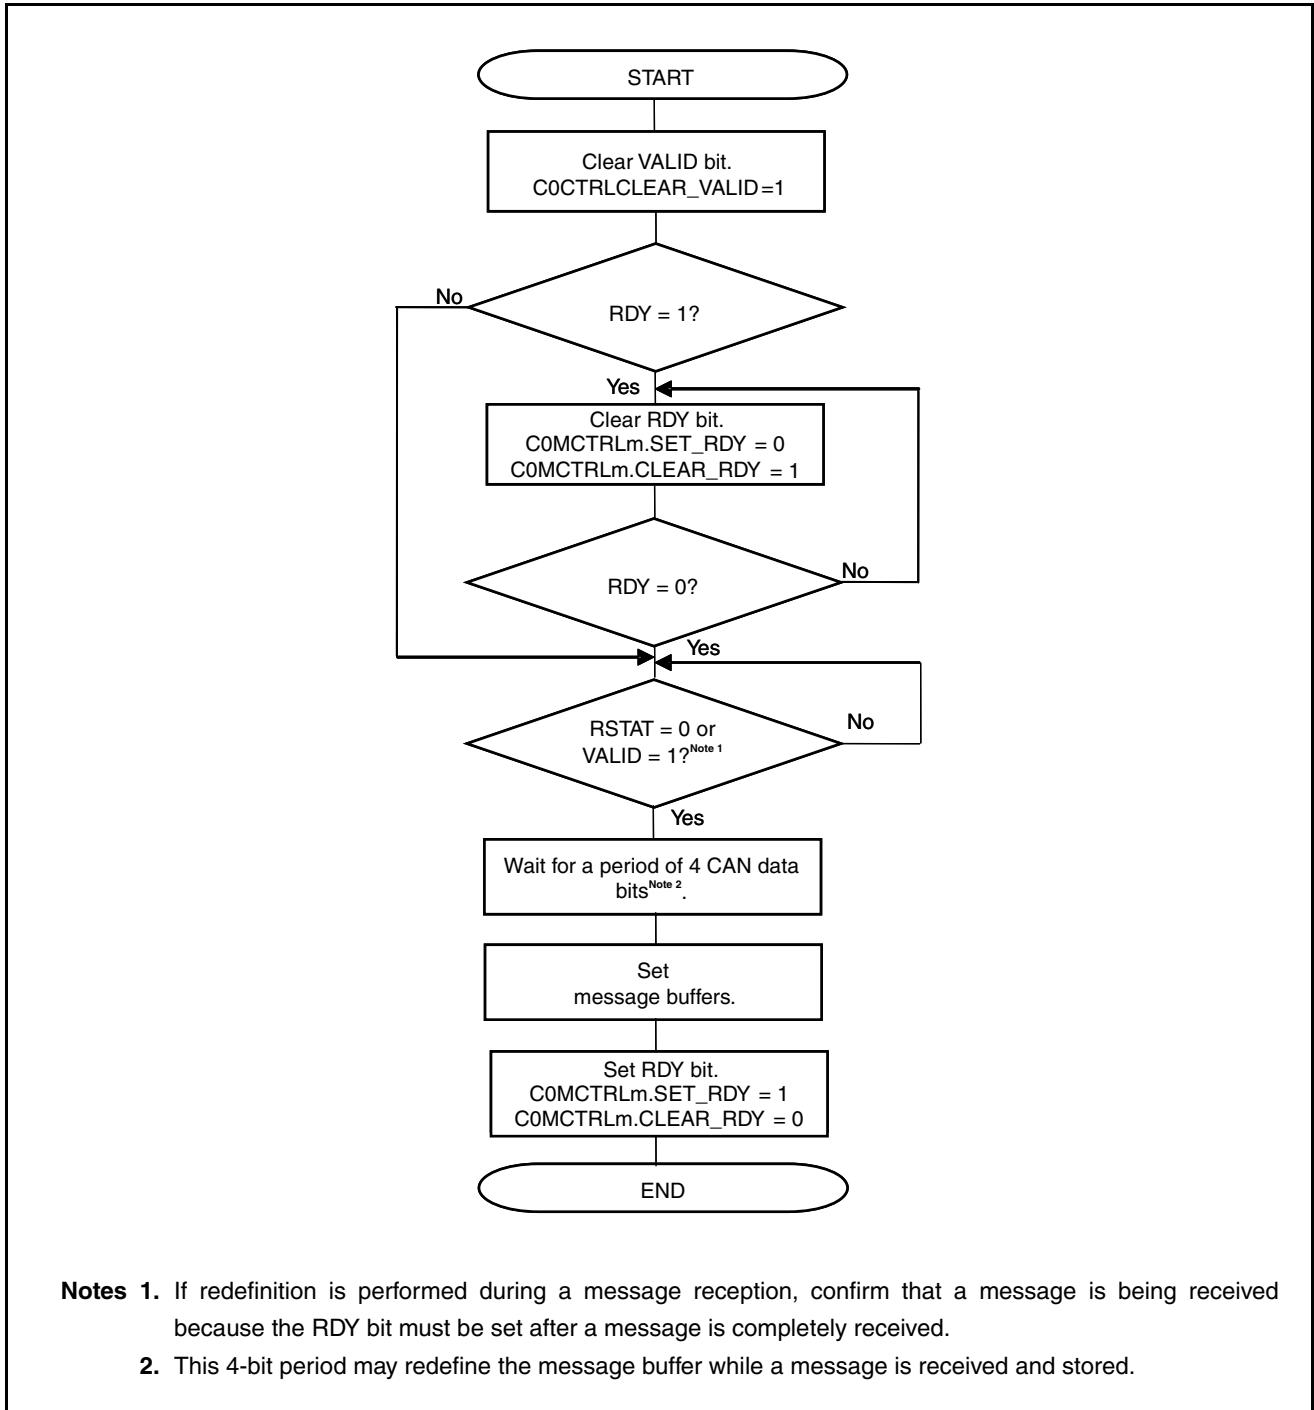 START
Clear VALID bit.
C0CTRLCLEAR_VALID=1
No
RDY = 1?
Yes
Clear RDY bit.
C0MCTRLm.SET_RDY = 0
C0MCTRLm.CLEAR_RDY = 1
No
RDY = 0?
Yes
RSTAT = 0 or
VALID = 1?Note 1
No
Yes
Wait for a period of 4 CAN data
bitsNote 2.
Set
message buffers.
Set RDY bit.
C0MCTRLm.SET_RDY = 1
C0MCTRLm.CLEAR_RDY = 0
END
Notes 1. If redefinition is performed during a message reception, confirm that a message is being received
because the RDY bit must be set after a message is completely received.
2. This 4-bit period may redefine the message buffer while a message is received and stored.